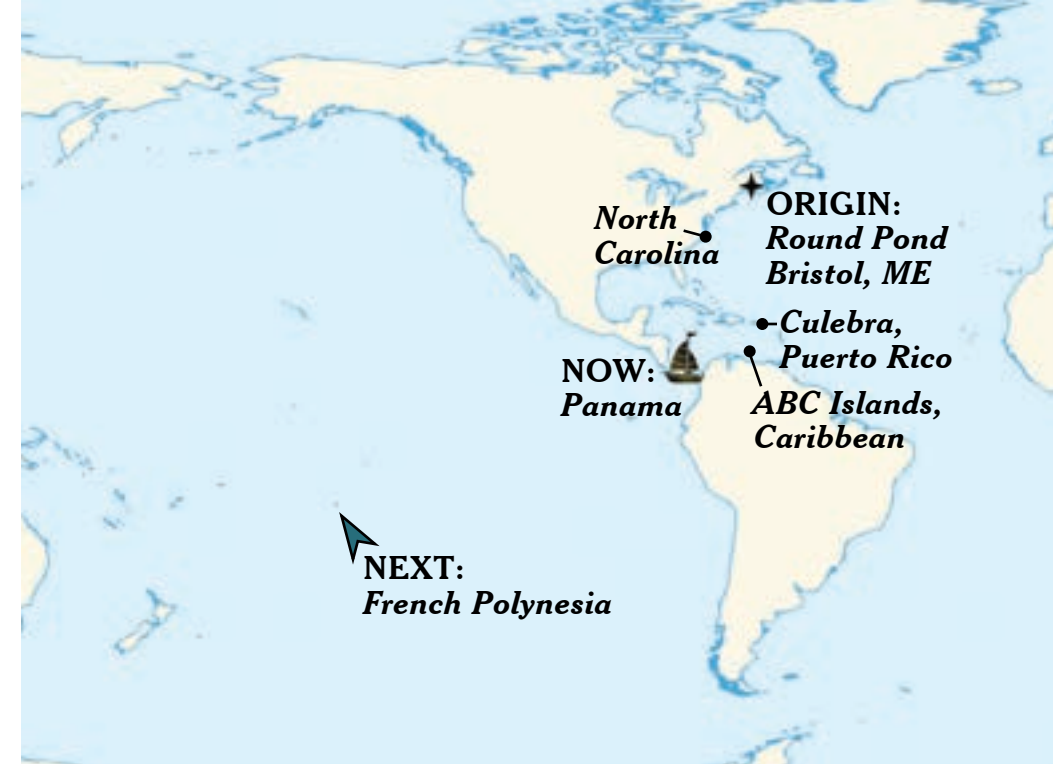 North
Carolina
ORIGIN:
Round Pond
Bristol, ME
Culebra,
Puerto Rico
NOW:
Panama
ABC Islands,
Caribbean
NEXT:
French Polynesia